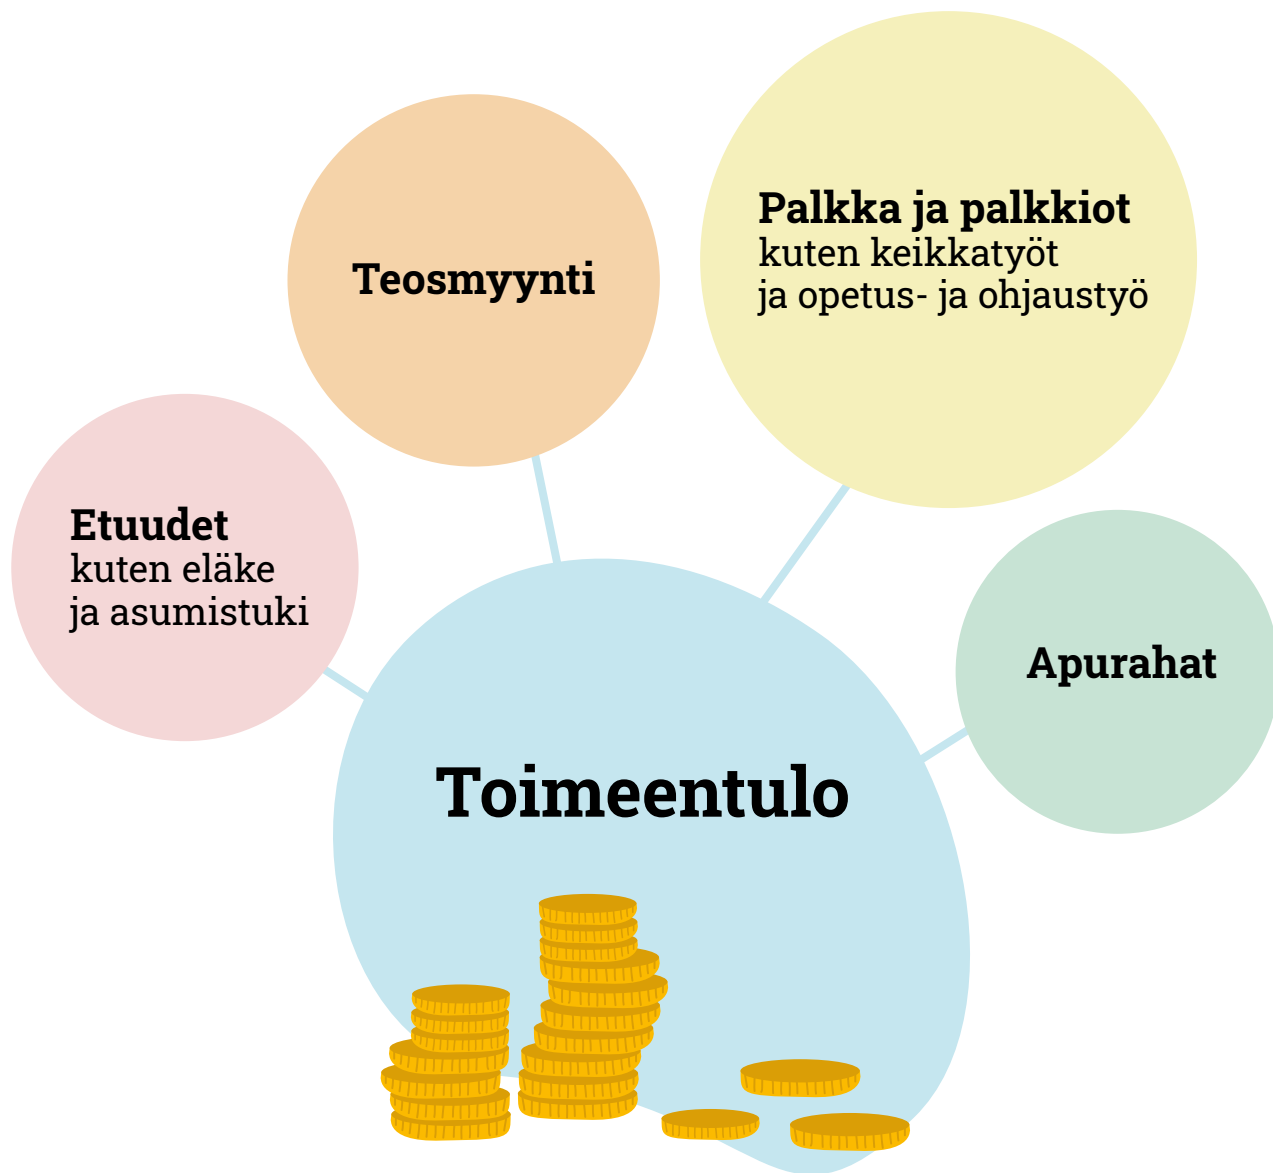 Palkka ja palkkiot
kuten keikkatyöt
ja opetus- ja ohjaustyö
Teosmyynti
Etuudet
kuten eläke
ja asumistuki
Apurahat
Toimeentulo